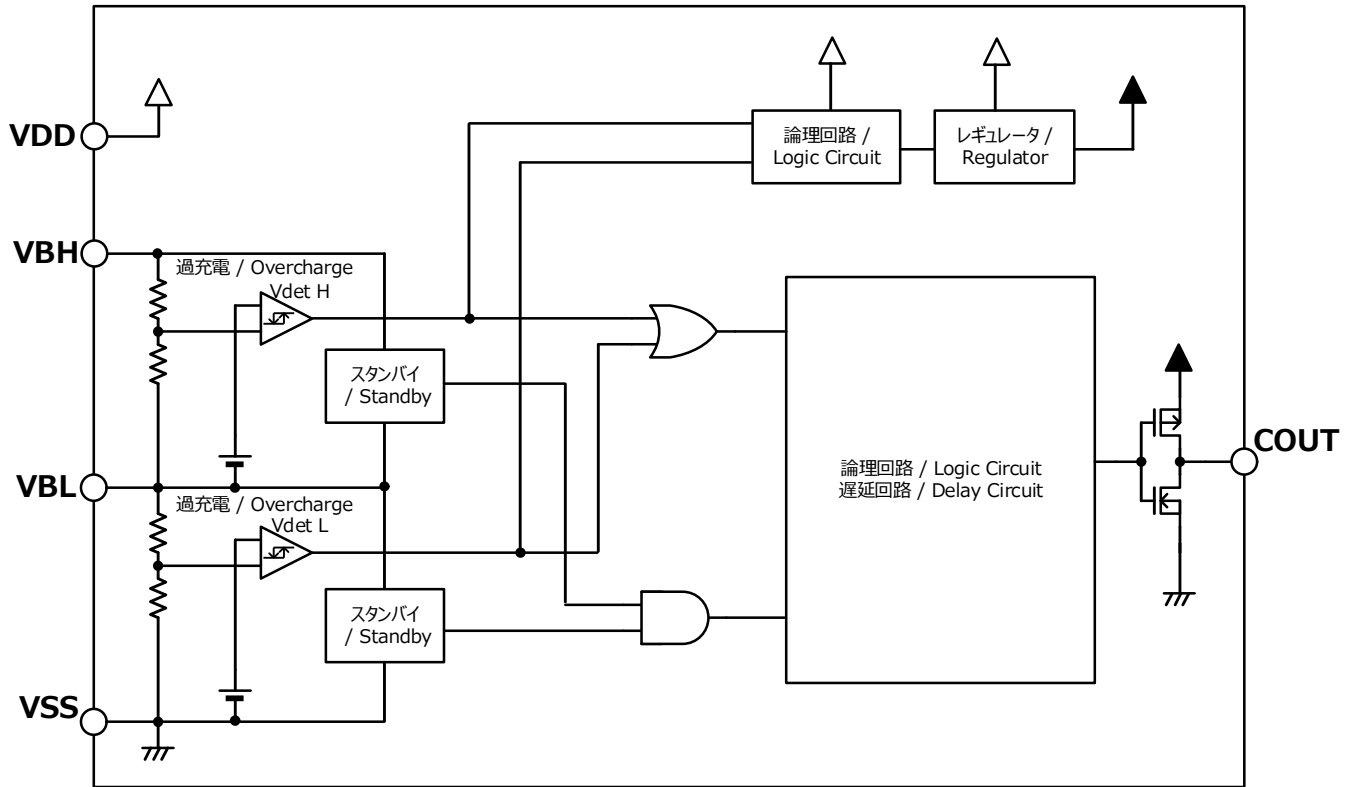 VDD
論理回路 /
Logic Circuit
レギュレータ /
Regulator
VBH
過充電 / Overcharge
Vdet H
スタンバイ
/ Standby
COUT
論理回路 / Logic Circuit
遅延回路 / Delay Circuit
VBL
過充電 / Overcharge
Vdet L
スタンバイ
/ Standby
VSS